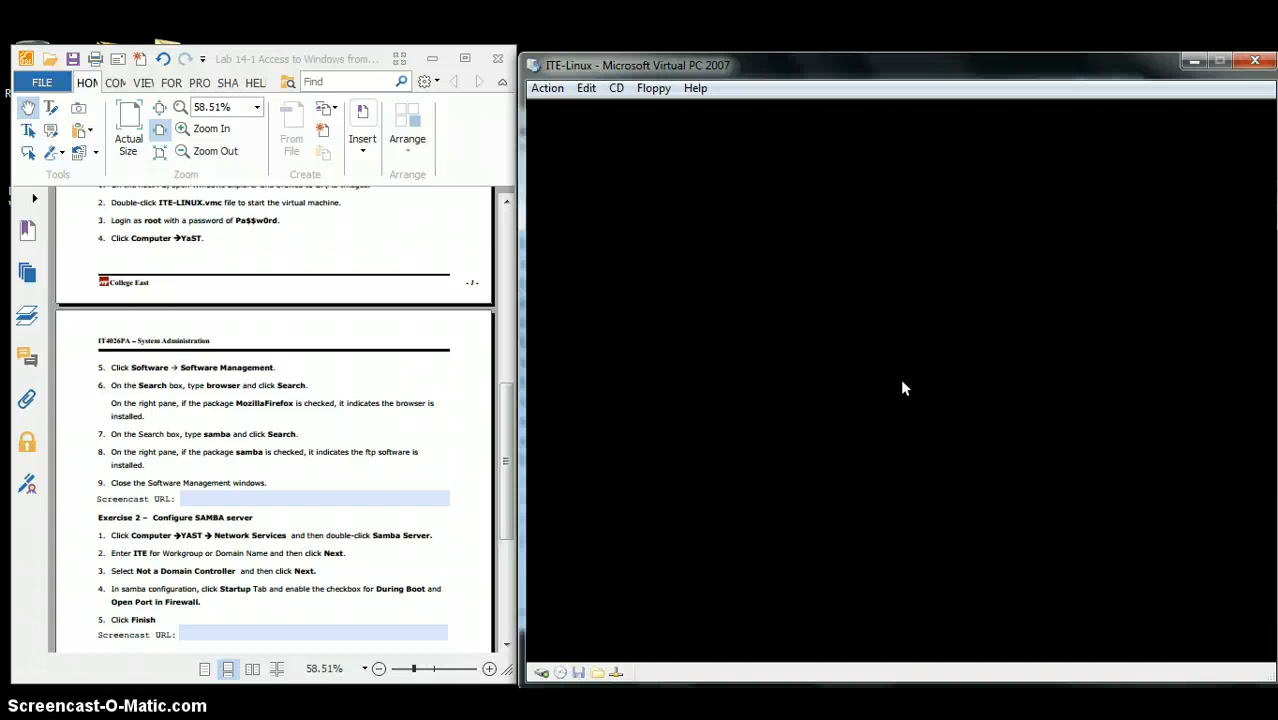 Lab 14-1 Access to Windows from...
FILE HOM CON VIEW FOR PRO SHA HEL Find
58.51%
Actual Size
Zoom In
Zoom Out
From File
Insert
Arrange
Tools Zoom Create Arrange
2. Double-click ITE-LINUX.vmc file to start the virtual machine.
3. Login as root with a password of Pa$$w0rd.
4. Click Computer →YaST.
College East - 1 -
IT4026PA – System Administration
5. Click Software → Software Management.
6. On the Search box, type browser and click Search.
On the right pane, if the package MozillaFirefox is checked, it indicates the browser is
installed.
7. On the Search box, type samba and click Search.
8. On the right pane, if the package samba is checked, it indicates the ftp software is
installed.
9. Close the Software Management windows.
Screencast URL:
Exercise 2 – Configure SAMBA server
1. Click Computer →YAST → Network Services and then double-click Samba Server.
2. Enter ITE for Workgroup or Domain Name and then click Next.
3. Select Not a Domain Controller and then click Next.
4. In samba configuration, click Startup Tab and enable the checkbox for During Boot and
Open Port in Firewall.
5. Click Finish
Screencast URL:
58.51%
ITE-Linux - Microsoft Virtual PC 2007
Action Edit CD Floppy Help
Screencast-O-Matic.com